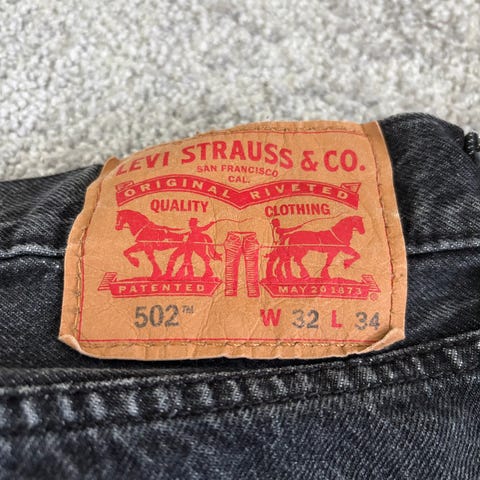 LEVI STRAUSS & CO.
SAN FRANCISCO
CAL.
ORIGINAL RIVETED
QUALITY CLOTHING
PATENTED MAY 20 1873
502™ W 32 L 34